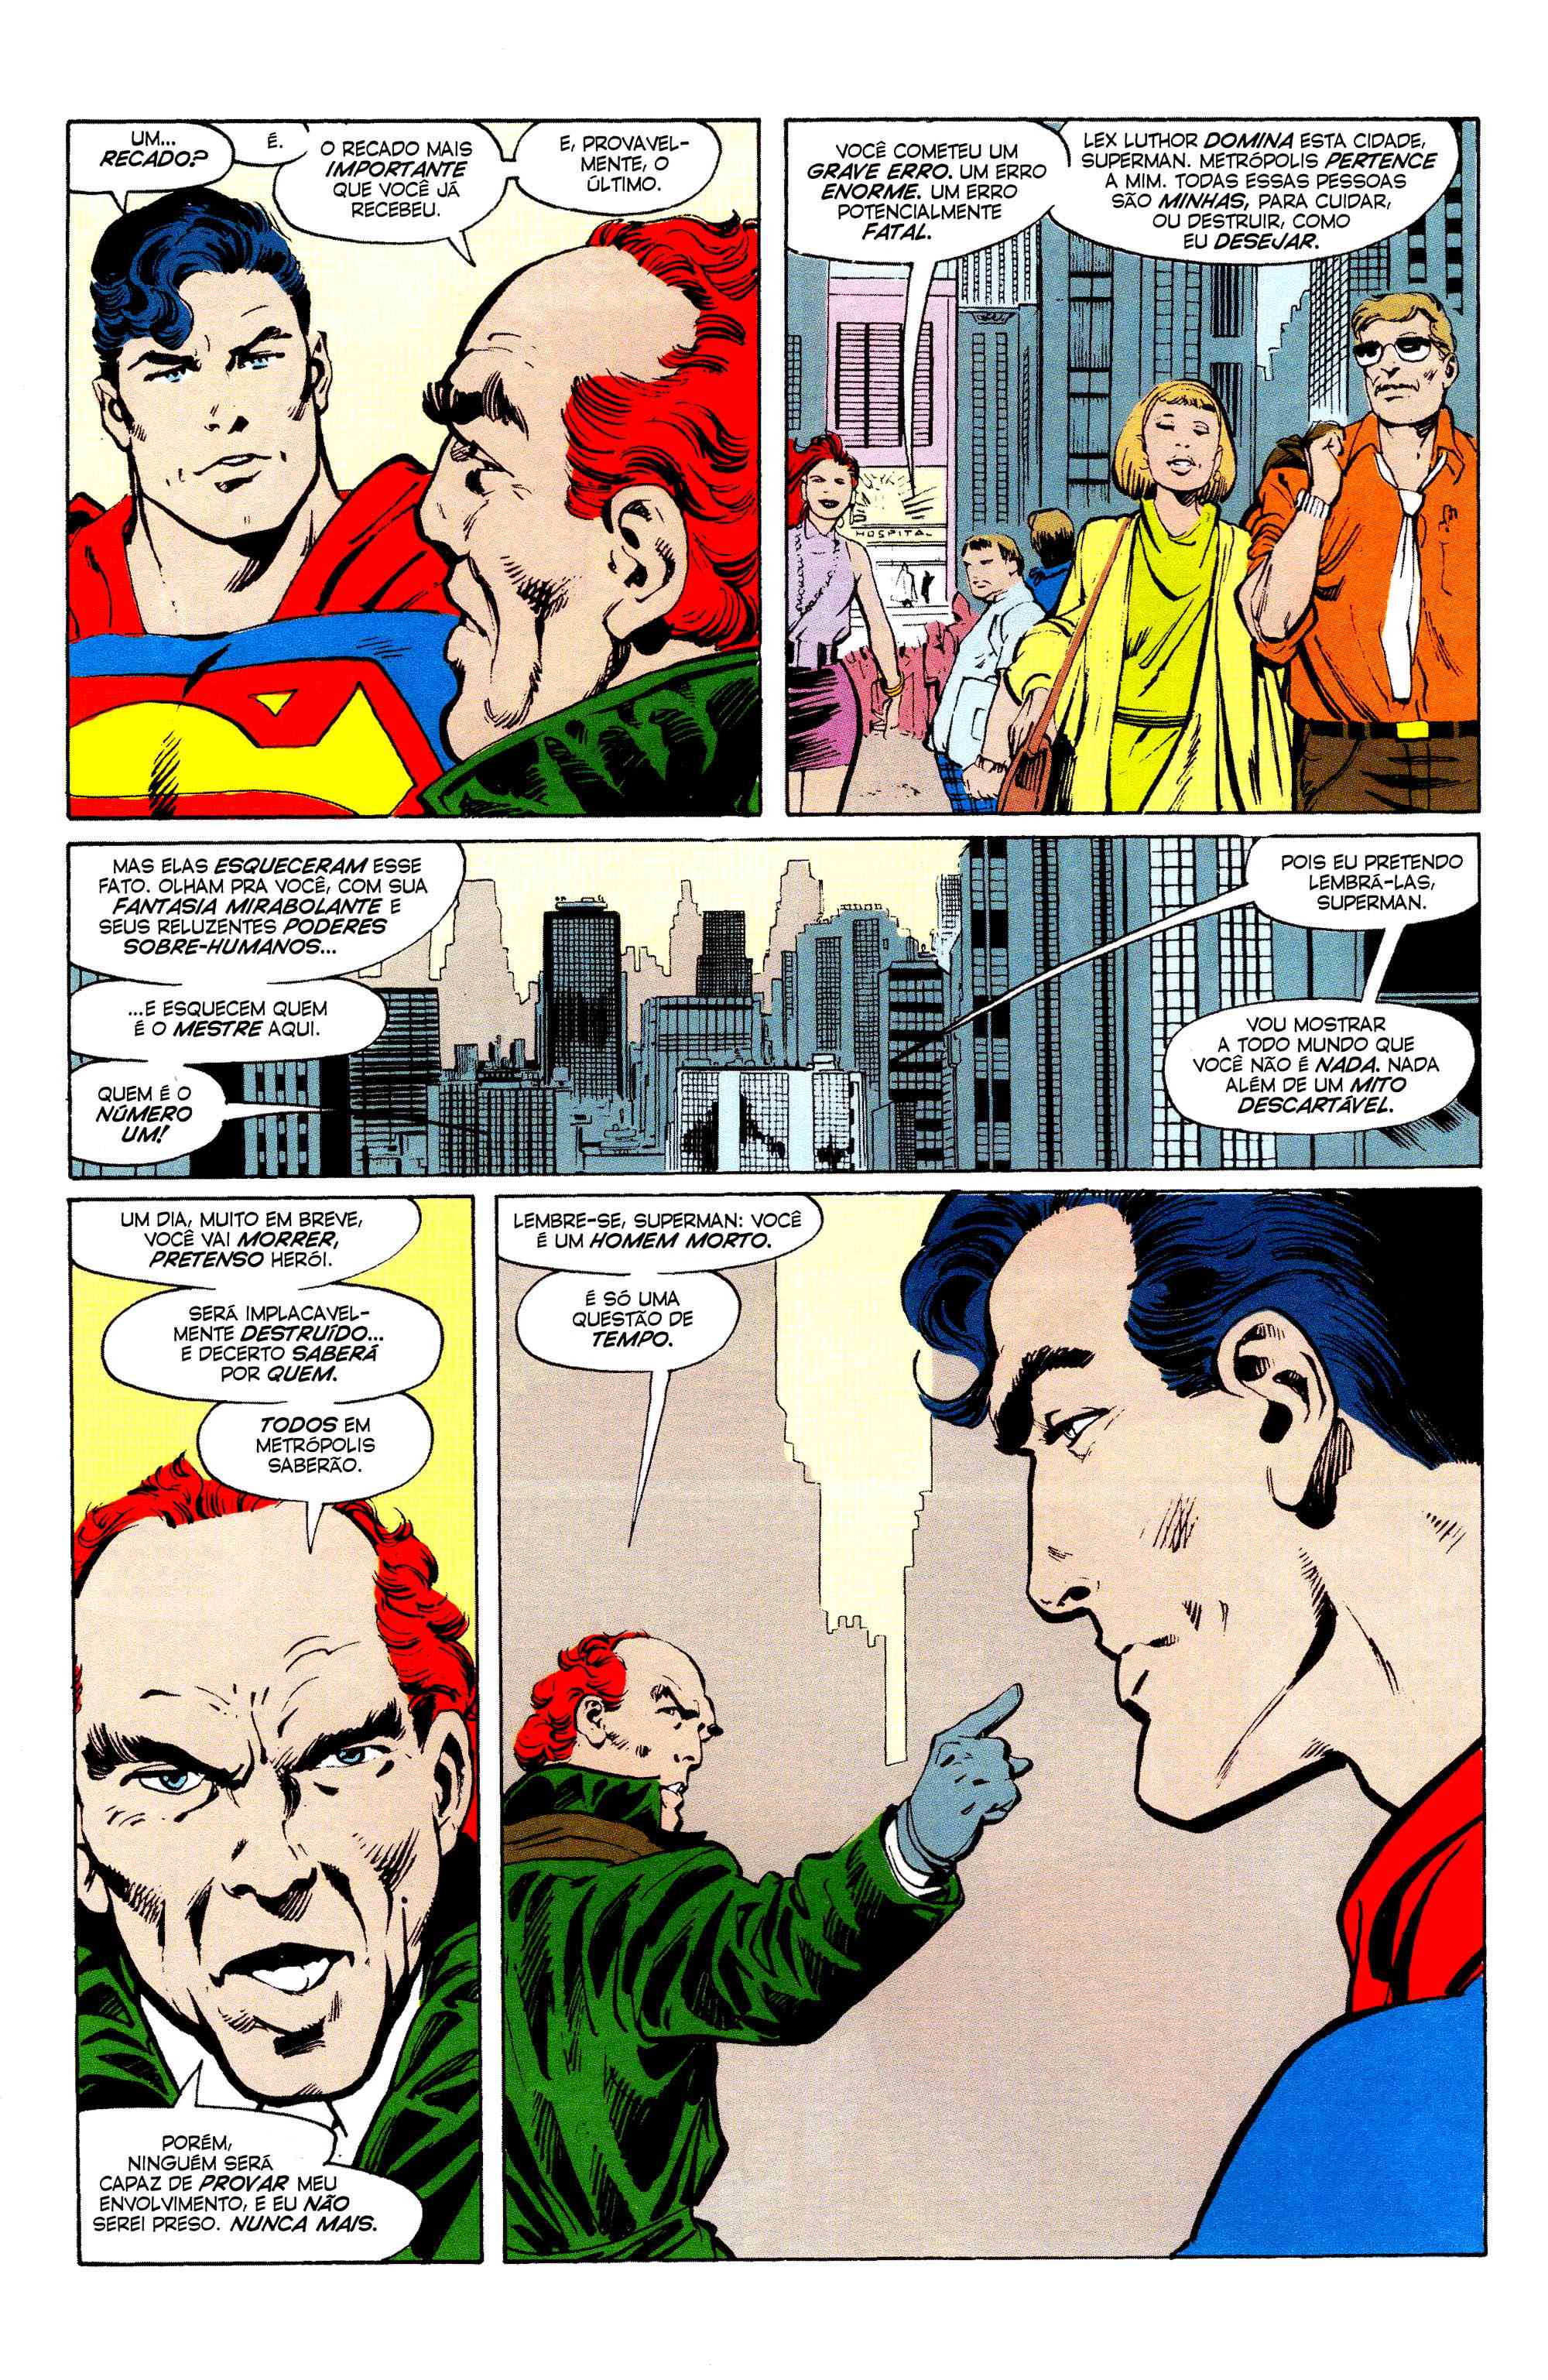 UM...
RECADO?
É.
O RECADO MAIS
IMPORTANTE
QUE VOCÊ JÁ
RECEBEU.
E, PROVAVEL-
MENTE, O
ÚLTIMO.
VOCÊ COMETEU UM
GRAVE ERRO. UM ERRO
ENORME. UM ERRO
POTENCIALMENTE
FATAL.
LEX LUTHOR DOMINA ESTA CIDADE,
SUPERMAN. METRÓPOLIS PERTENCE
A MIM. TODAS ESSAS PESSOAS
SÃO MINHAS, PARA CUIDAR,
OU DESTRUIR, COMO
EU DESEJAR.
HOSPITAL
MAS ELAS ESQUECERAM ESSE
FATO. OLHAM PRA VOCÊ, COM SUA
FANTASIA MIRABOLANTE E
SEUS RELUZENTES PODERES
SOBRE-HUMANOS...
...E ESQUECEM QUEM
É O MESTRE AQUI.
QUEM É O
NÚMERO
UM!
POIS EU PRETENDO
LEMBRÁ-LAS,
SUPERMAN.
VOU MOSTRAR
A TODO MUNDO QUE
VOCÊ NÃO É NADA. NADA
ALÉM DE UM MITO
DESCARTÁVEL.
UM DIA, MUITO EM BREVE,
VOCÊ VAI MORRER,
PRETENSO HERÓI.
SERÁ IMPLACAVEL-
MENTE DESTRUÍDO...
E DECERTO SABERÁ
POR QUEM.
TODOS EM
METRÓPOLIS
SABERÃO.
PORÉM,
NINGUÉM SERÁ
CAPAZ DE PROVAR MEU
ENVOLVIMENTO, E EU NÃO
SEREI PRESO. NUNCA MAIS.
LEMBRE-SE, SUPERMAN: VOCÊ
É UM HOMEM MORTO.
É SÓ UMA
QUESTÃO DE
TEMPO.